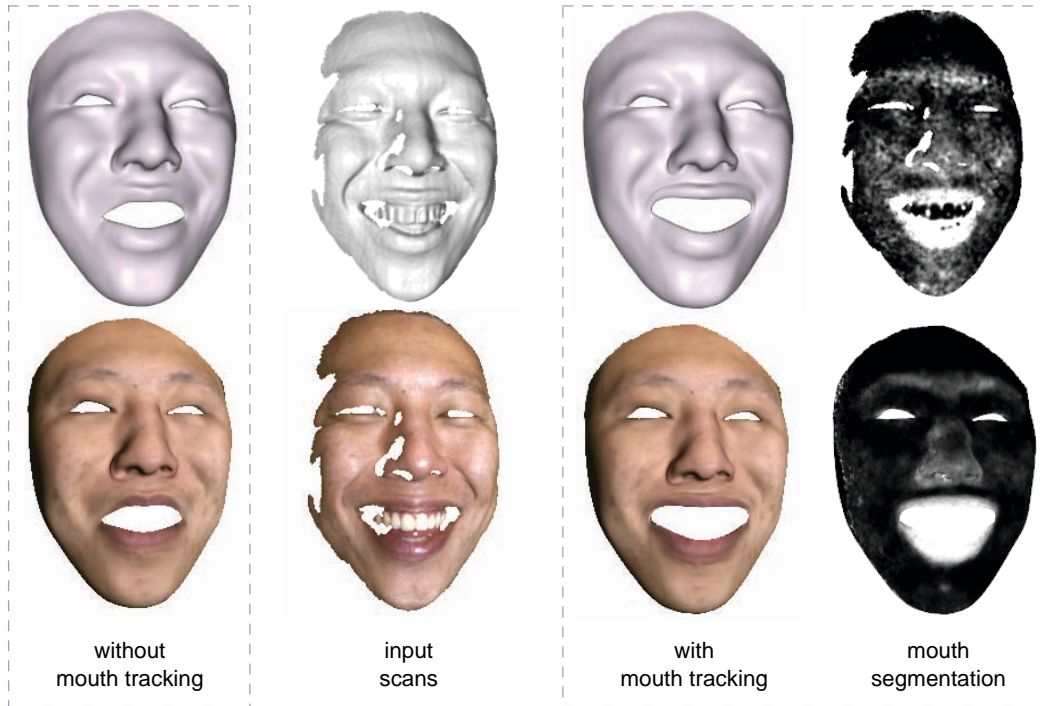 without
mouth tracking
input
scans
with
mouth tracking
mouth
segmentation